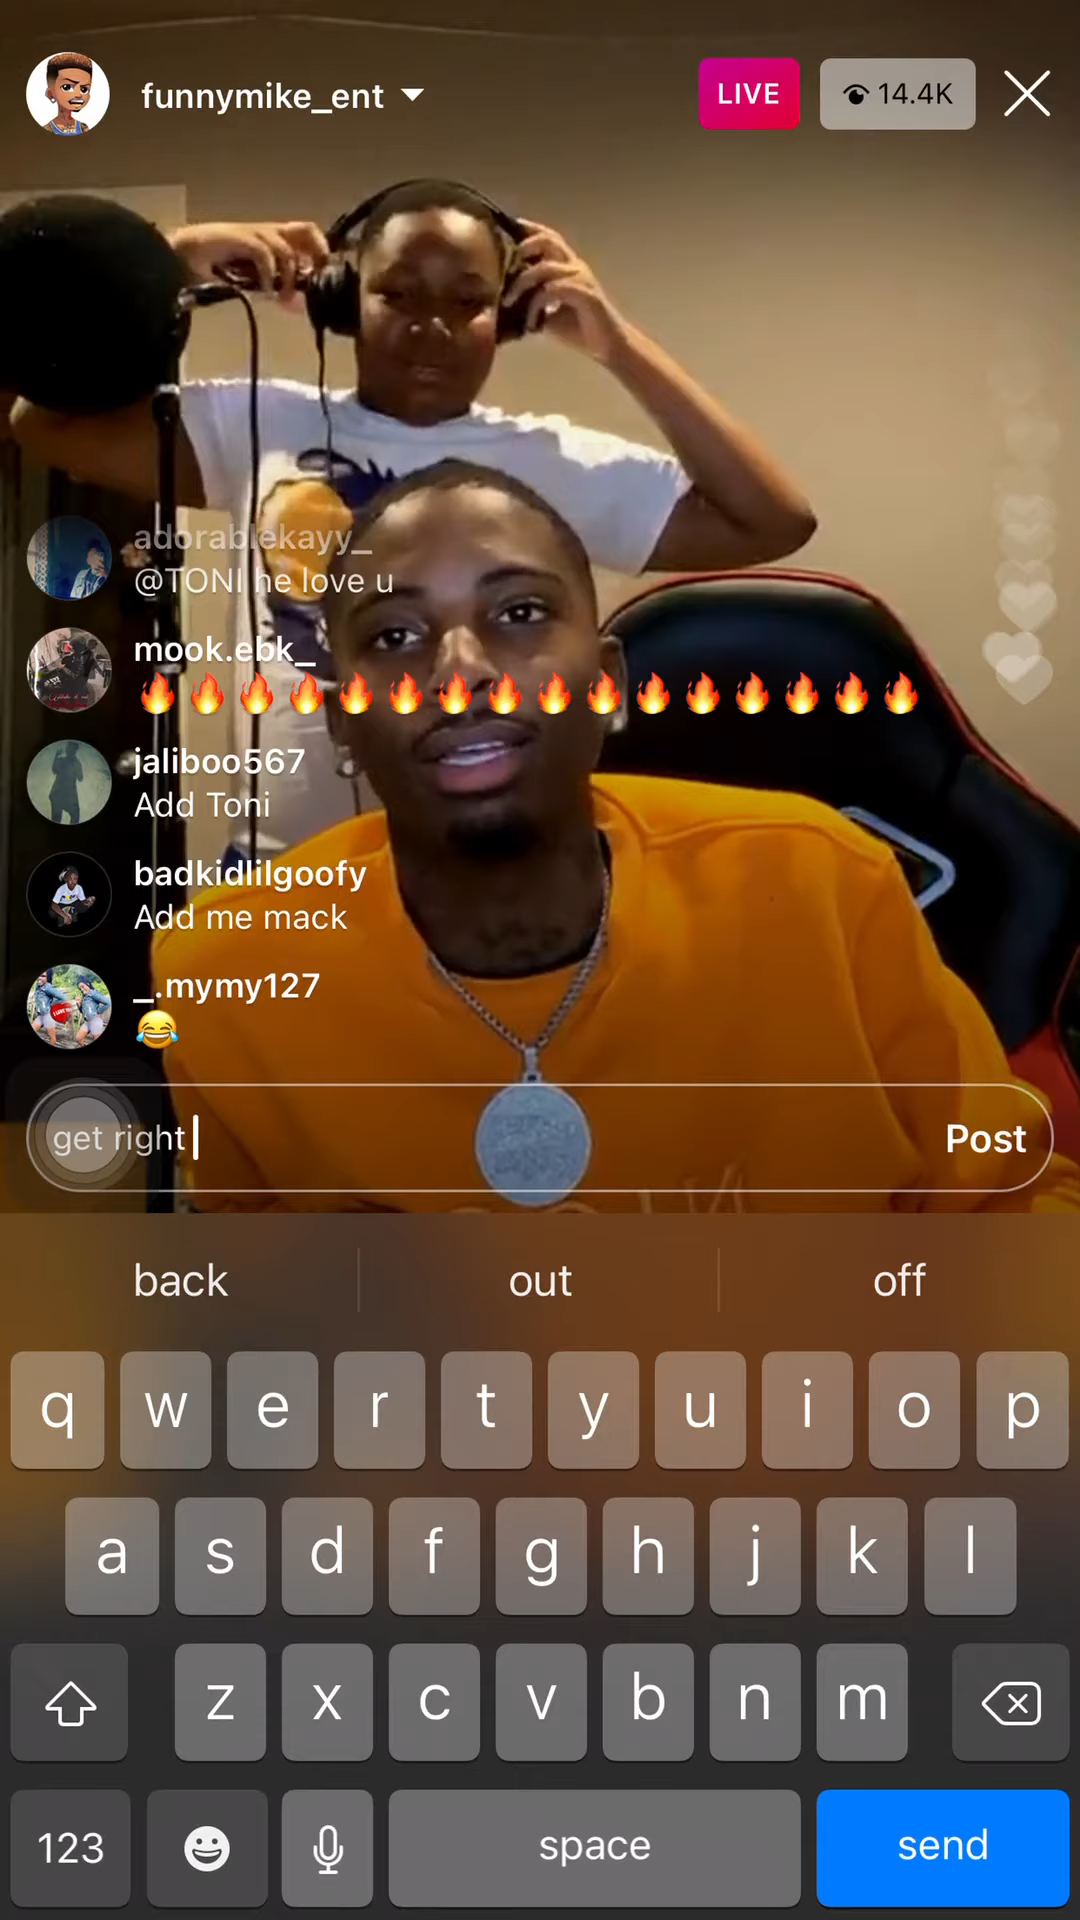 funnymike_ent
LIVE
14.4K
adorablekayy_
@TONI he love u
mook.ebk_
🔥🔥🔥🔥🔥🔥🔥🔥🔥🔥🔥🔥🔥🔥🔥🔥
jaliboo567
Add Toni
badkidlilgoofy
Add me mack
_.mymy127
😂
get right
Post
back out off
q w e r t y u i o p
a s d f g h j k l
z x c v b n m
123 space send